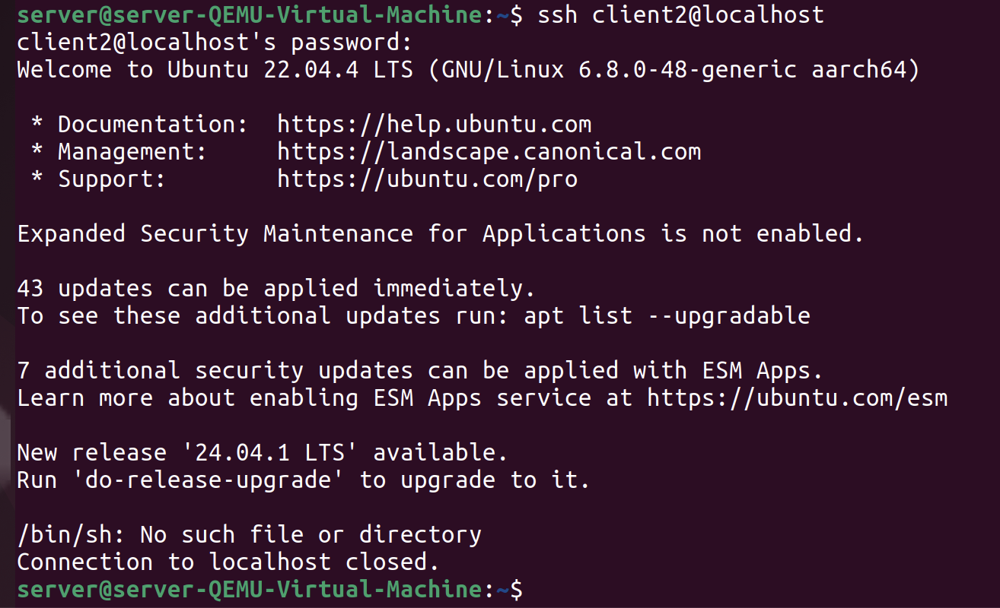 server@server-QEMU-Virtual-Machine:~$ ssh client2@localhost
client2@localhost's password:
Welcome to Ubuntu 22.04.4 LTS (GNU/Linux 6.8.0-48-generic aarch64)
* Documentation:  https://help.ubuntu.com
* Management:     https://landscape.canonical.com
* Support:        https://ubuntu.com/pro
Expanded Security Maintenance for Applications is not enabled.
43 updates can be applied immediately.
To see these additional updates run: apt list --upgradable
7 additional security updates can be applied with ESM Apps.
Learn more about enabling ESM Apps service at https://ubuntu.com/esm
New release '24.04.1 LTS' available.
Run 'do-release-upgrade' to upgrade to it.
/bin/sh: No such file or directory
Connection to localhost closed.
server@server-QEMU-Virtual-Machine:~$